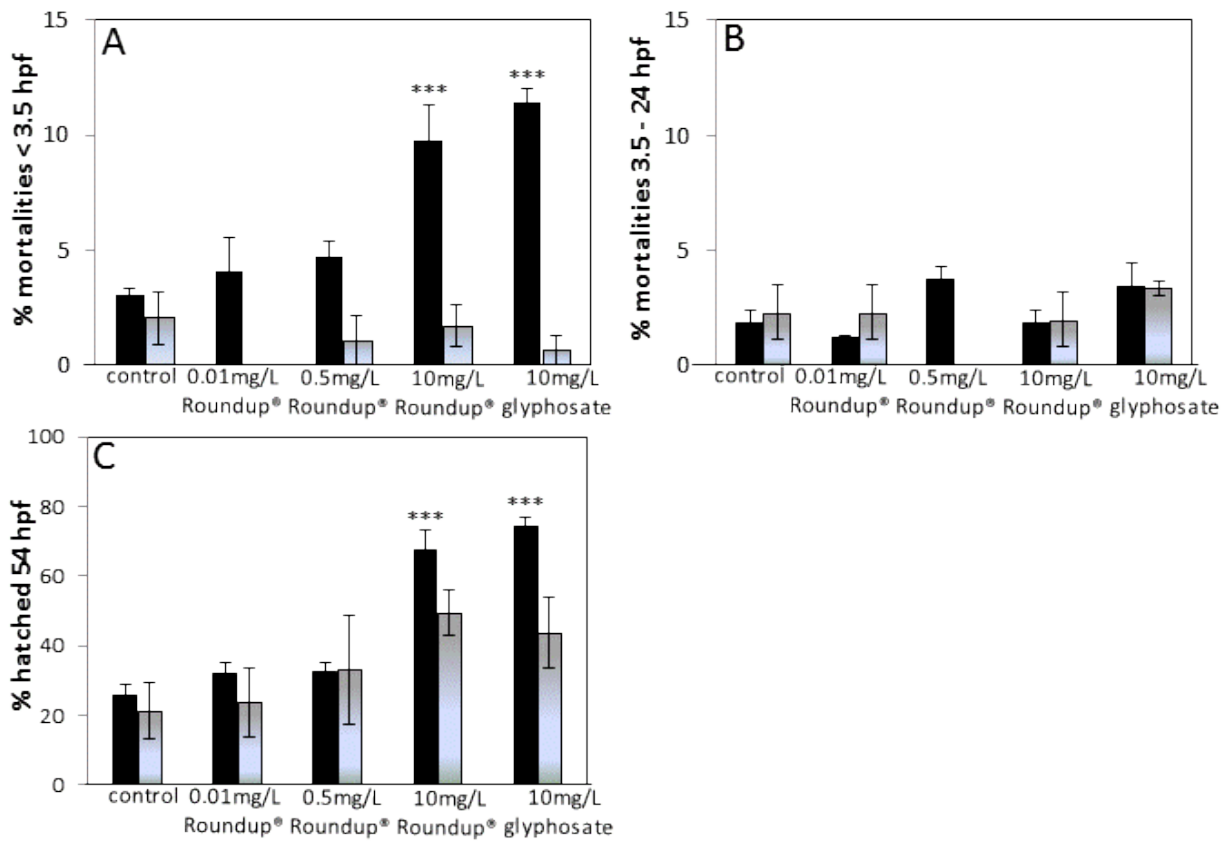 A
% mortalities < 3.5 hpf
15
10
5
0
***
***
control 0.01mg/L 0.5mg/L 10mg/L 10mg/L
Roundup® Roundup® Roundup® glyphosate
B
% mortalities 3.5 - 24 hpf
15
10
5
0
control 0.01mg/L 0.5mg/L 10mg/L 10mg/L
Roundup® Roundup® Roundup® glyphosate
C
% hatched 54 hpf
100
80
60
40
20
0
***
***
control 0.01mg/L 0.5mg/L 10mg/L 10mg/L
Roundup® Roundup® Roundup® glyphosate